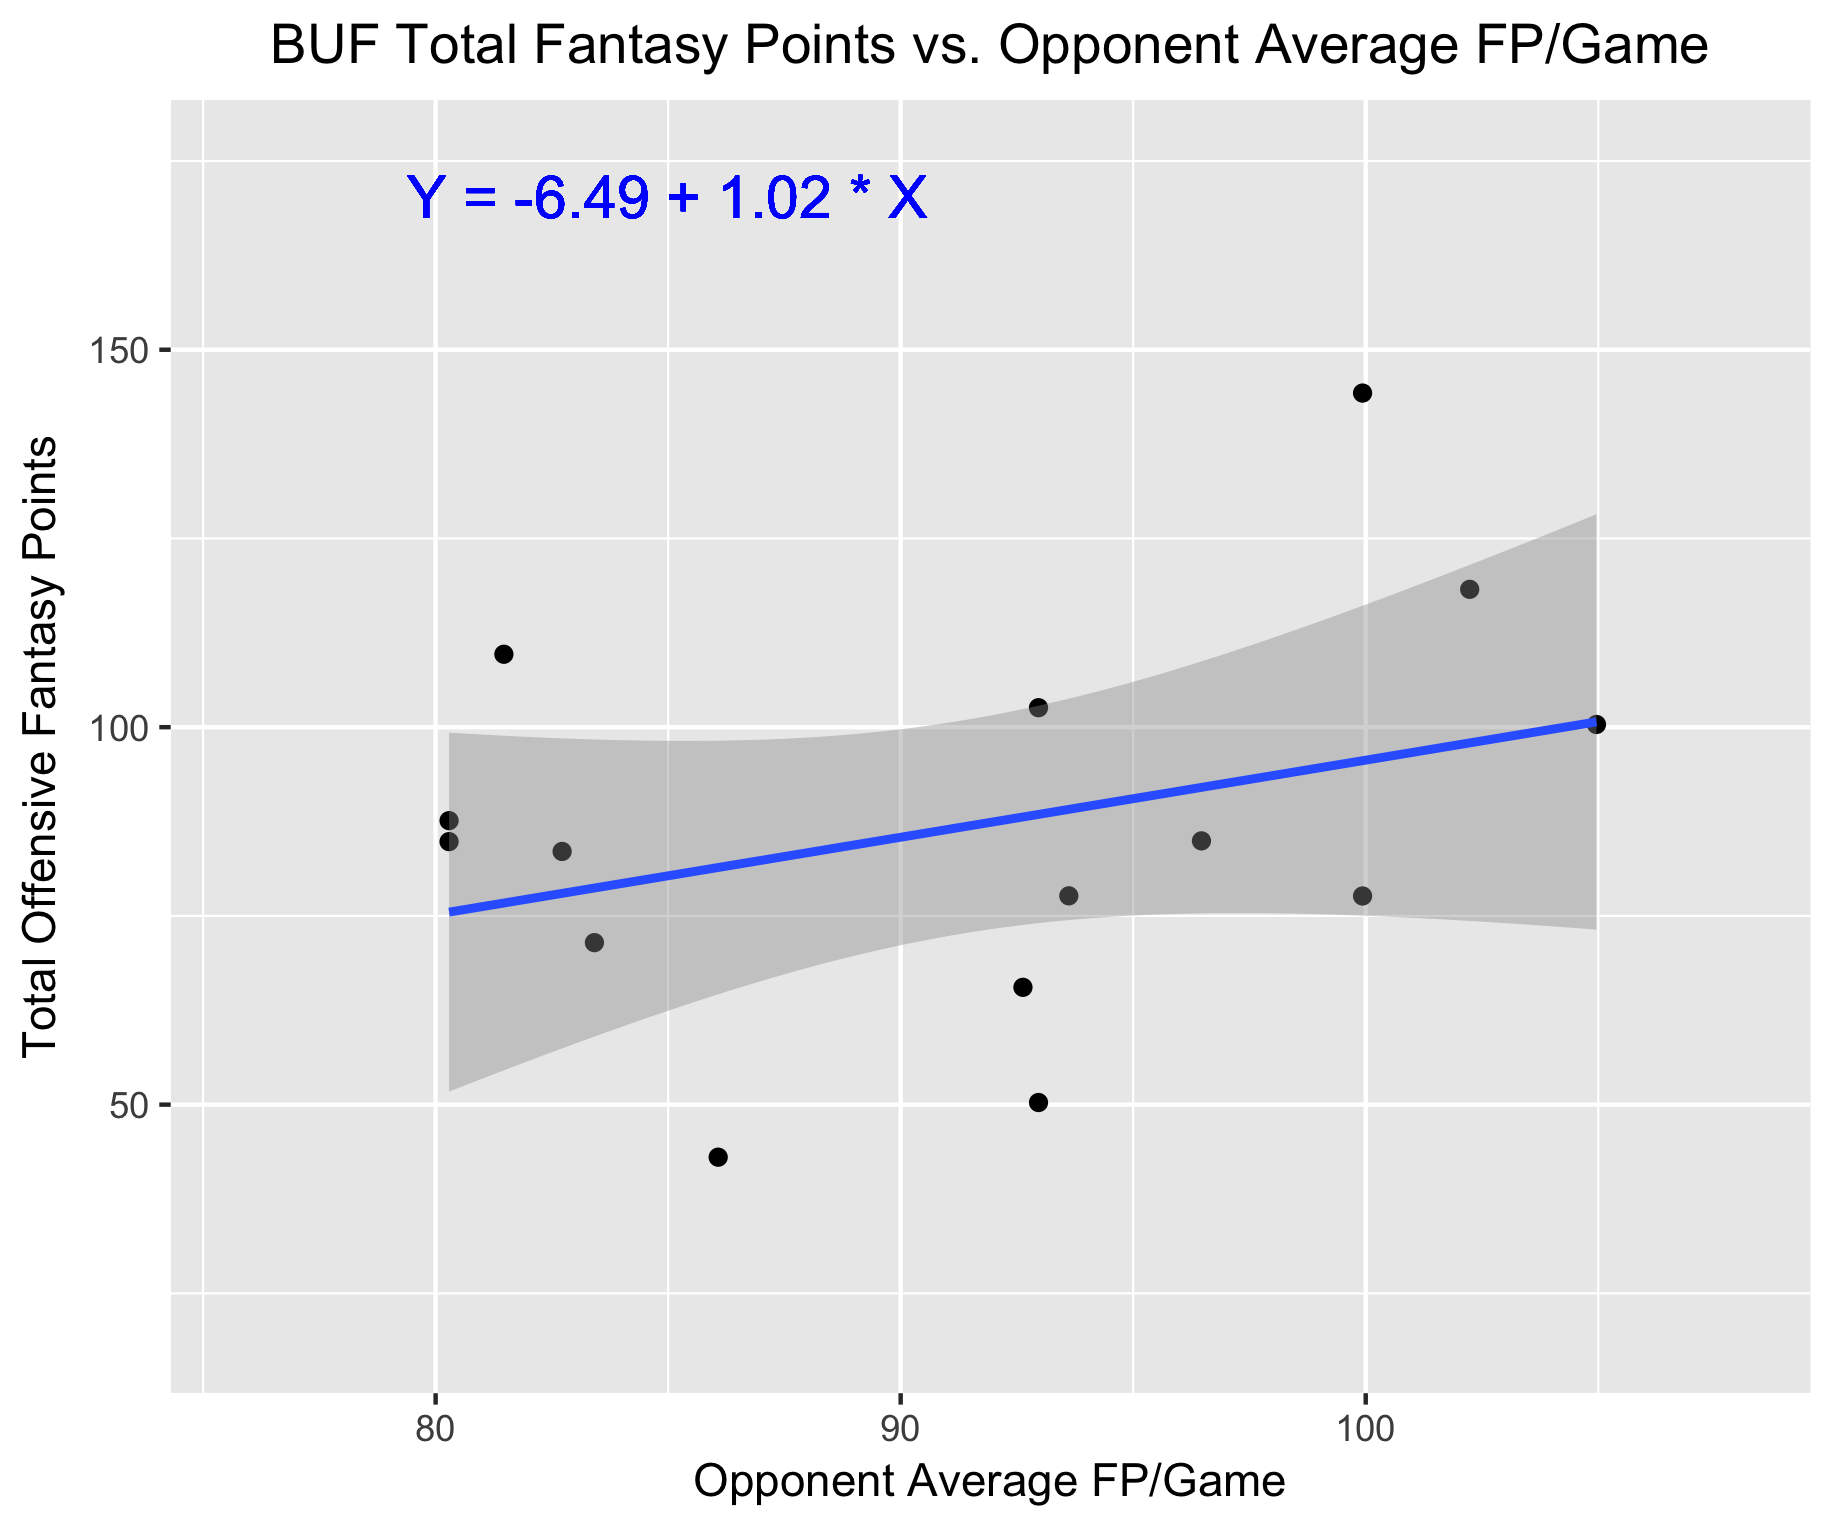 BUF Total Fantasy Points vs. Opponent Average FP/Game
Y = -6.49 + 1.02 * X
Total Offensive Fantasy Points
150
100
50
80
90
100
Opponent Average FP/Game